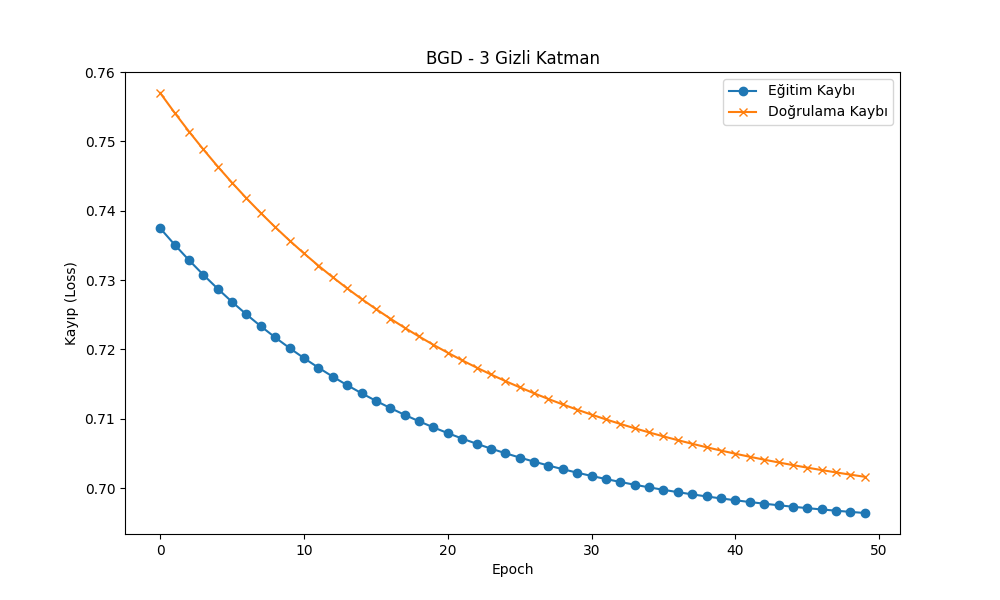 BGD - 3 Gizli Katman
Eğitim Kaybı
Doğrulama Kaybı
Kayıp (Loss)
0.76
0.75
0.74
0.73
0.72
0.71
0.70
0
10
20
30
40
50
Epoch